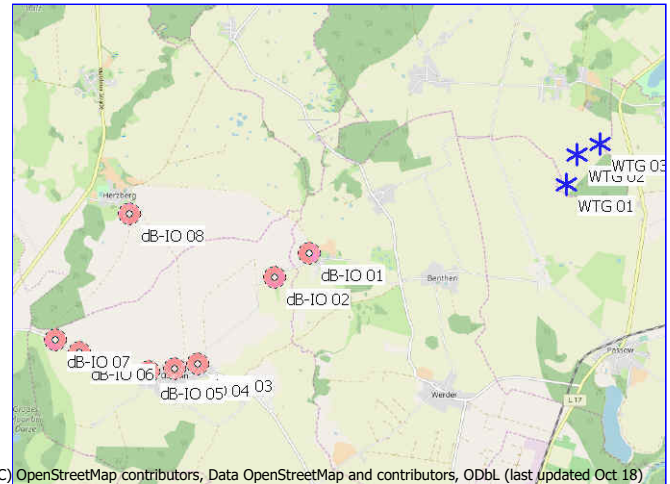 WTG 03
WTG 02
WTG 01
Herzberg
dB-IO 08
dB-IO 01
dB-IO 02
Benthen
Passow
dB-IO 07
dB-IO 06
dB-IO 05
04
03
Werder
L 17
C) OpenStreetMap contributors, Data OpenStreetMap and contributors, ODbL (last updated Oct 18)